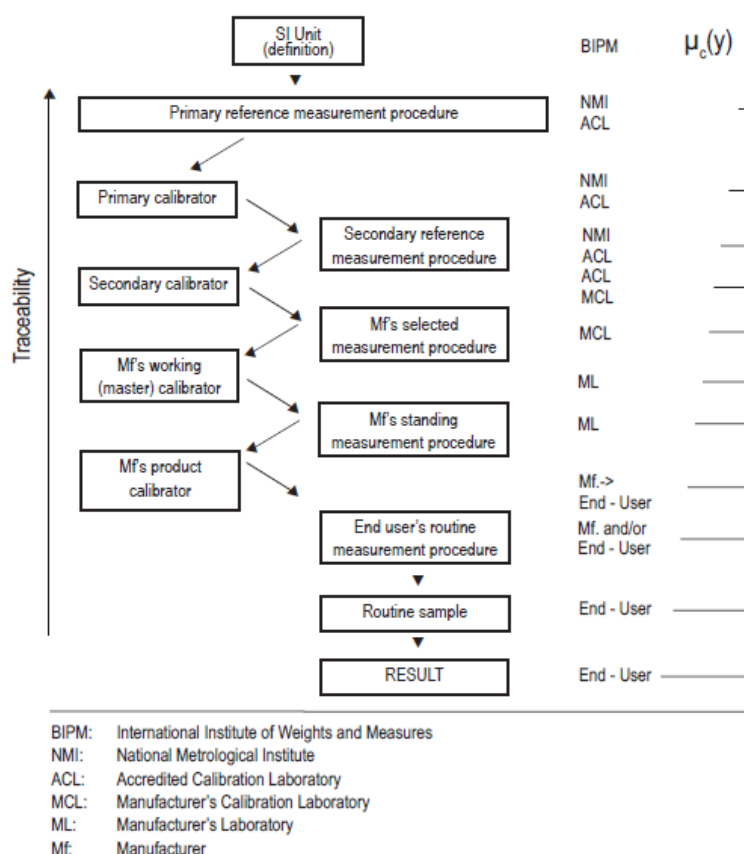 SI Unit
(definition)
BIPM
μc(y)
Primary reference measurement procedure
NMI
ACL
Primary calibrator
NMI
ACL
Secondary reference
measurement procedure
NMI
ACL
Secondary calibrator
ACL
MCL
Mf's selected
measurement procedure
MCL
Mf's working
(master) calibrator
ML
Mf's standing
measurement procedure
ML
Mf's product
calibrator
Mf.->
End - User
End user's routine
measurement procedure
Mf. and/or
End - User
Routine sample
End - User
RESULT
End - User
Traceability
BIPM: International Institute of Weights and Measures
NMI: National Metrological Institute
ACL: Accredited Calibration Laboratory
MCL: Manufacturer's Calibration Laboratory
ML: Manufacturer's Laboratory
Mf: Manufacturer